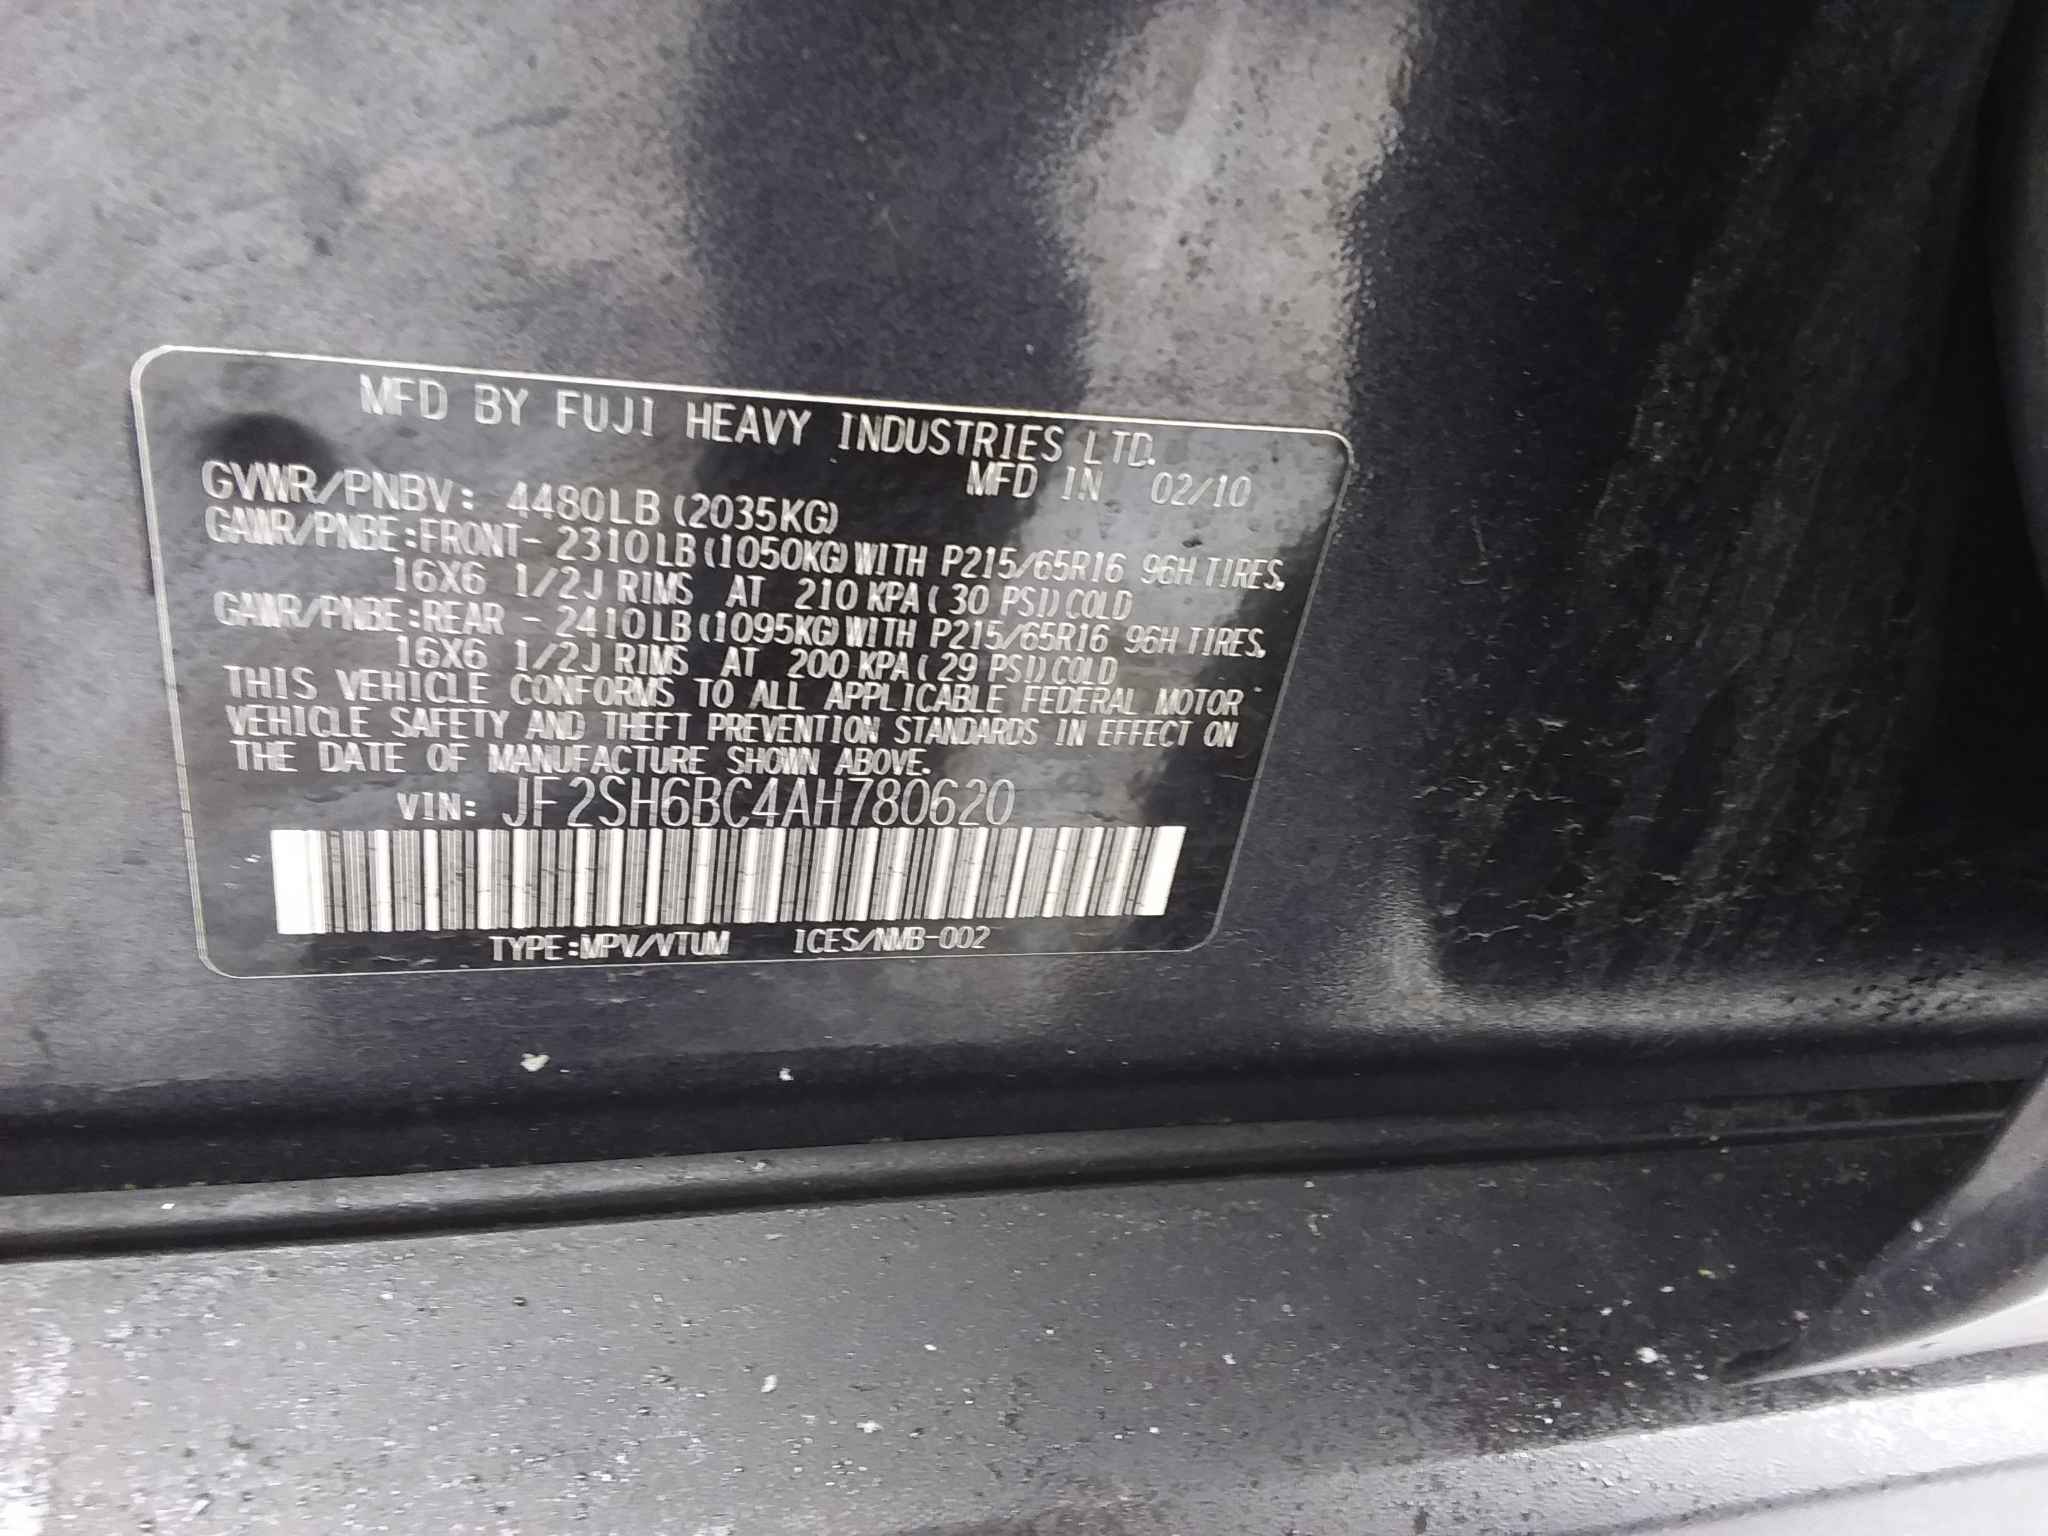 MFD BY FUJI HEAVY INDUSTRIES LTD.
MFD IN 02/10
GVWR/PNBV: 4480LB (2035KG)
GAWR/PNBE:FRONT- 2310LB (1050KG) WITH P215/65R16 96H TIRES,
16X6 1/2J RIMS AT 210 KPA ( 30 PSI) COLD
GAWR/PNBE:REAR - 2410LB (1095KG) WITH P215/65R16 96H TIRES,
16X6 1/2J RIMS AT 200 KPA ( 29 PSI) COLD
THIS VEHICLE CONFORMS TO ALL APPLICABLE FEDERAL MOTOR
VEHICLE SAFETY AND THEFT PREVENTION STANDARDS IN EFFECT ON
THE DATE OF MANUFACTURE SHOWN ABOVE.
VIN: JF2SH6BC4AH780620
TYPE:MPV/VTUM ICES/NMB-002